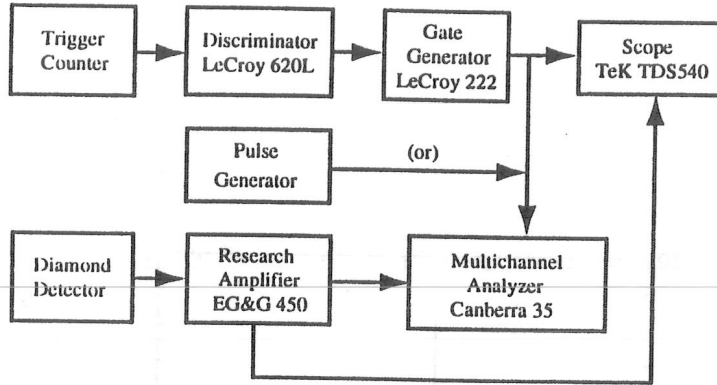 Trigger
Counter
Discriminator
LeCroy 620L
Gate
Generator
LeCroy 222
Scope
TeK TDS540
Pulse
Generator
(or)
Diamond
Detector
Research
Amplifier
EG&G 450
Multichannel
Analyzer
Canberra 35